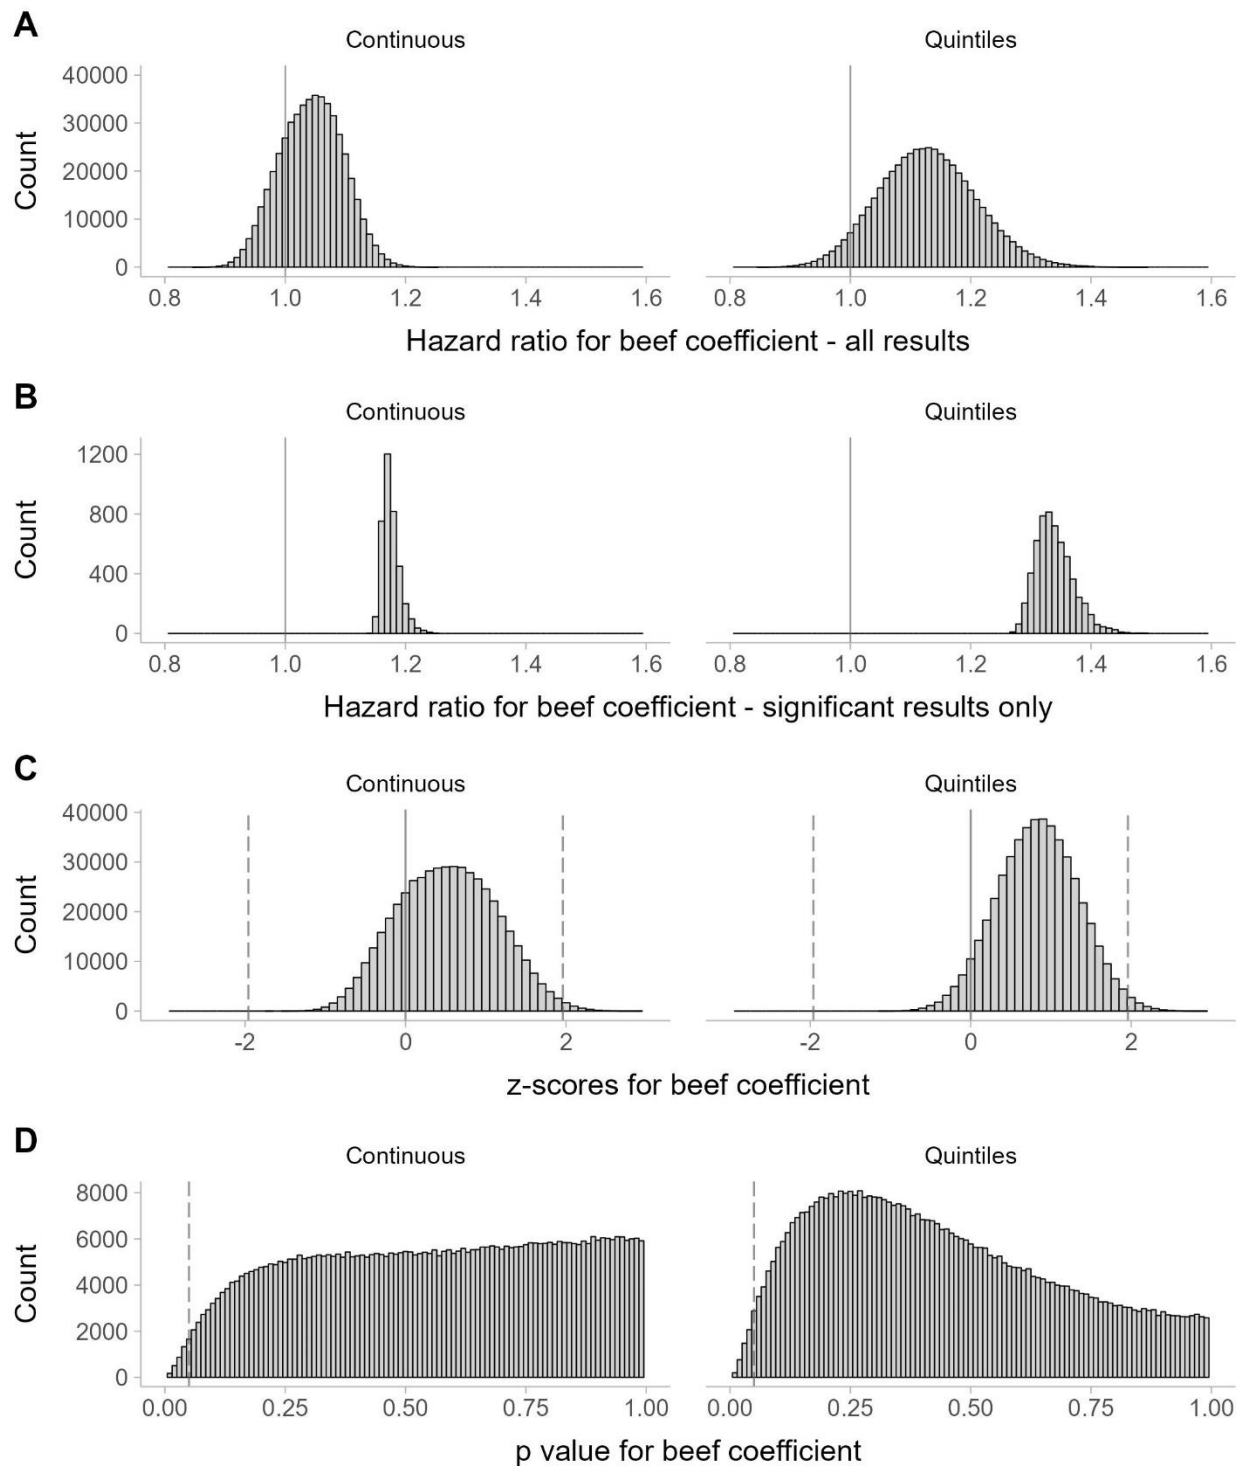 A
Continuous Quintiles
Count
40000
30000
20000
10000
0
0.8 1.0 1.2 1.4 1.6 0.8 1.0 1.2 1.4 1.6
Hazard ratio for beef coefficient - all results
B
Continuous Quintiles
Count
1200
800
400
0
0.8 1.0 1.2 1.4 1.6 0.8 1.0 1.2 1.4 1.6
Hazard ratio for beef coefficient - significant results only
C
Continuous Quintiles
Count
40000
30000
20000
10000
0
-2 0 2 -2 0 2
z-scores for beef coefficient
D
Continuous Quintiles
Count
8000
6000
4000
2000
0
0.00 0.25 0.50 0.75 1.00 0.00 0.25 0.50 0.75 1.00
p value for beef coefficient